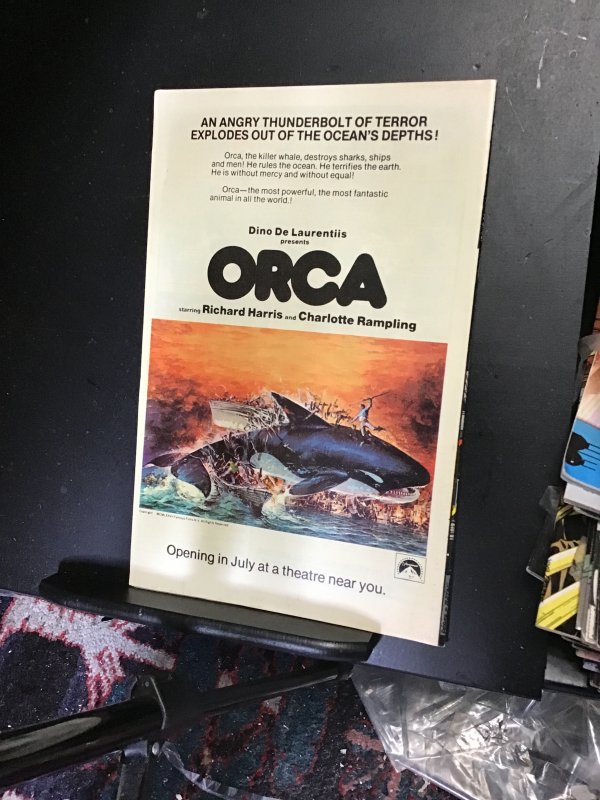 AN ANGRY THUNDERBOLT OF TERROR
EXPLODES OUT OF THE OCEAN'S DEPTHS!
Orca, the killer whale, destroys sharks, ships
and men! He rules the ocean. He terrifies the earth.
He is without mercy and without equal!
Orca—the most powerful, the most fantastic
animal in all the world.!
Dino De Laurentiis
presents
ORCA
starring Richard Harris and Charlotte Rampling
Opening in July at a theatre near you.